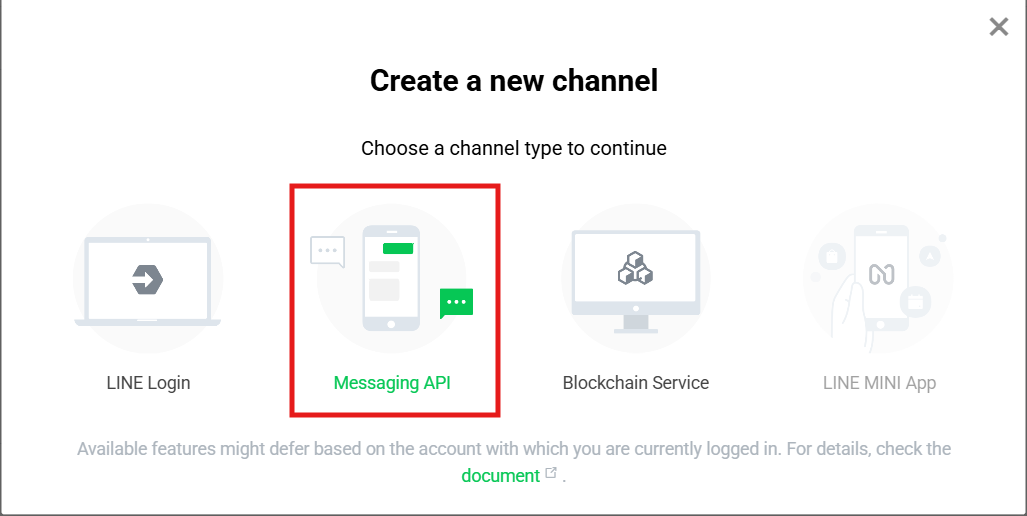 Create a new channel
Choose a channel type to continue
LINE Login
Messaging API
Blockchain Service
LINE MINI App
Available features might defer based on the account with which you are currently logged in. For details, check the
document .